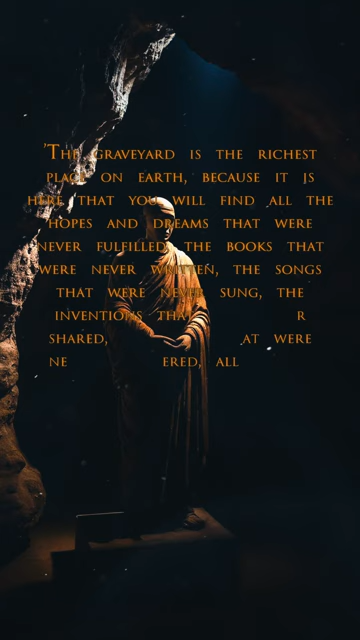 'The graveyard is the richest
place on earth, because it is
here that you will find all the
hopes and dreams that were
never fulfilled, the books that
were never written, the songs
that were never sung, the
inventions that r
shared, at were
ne ered, all